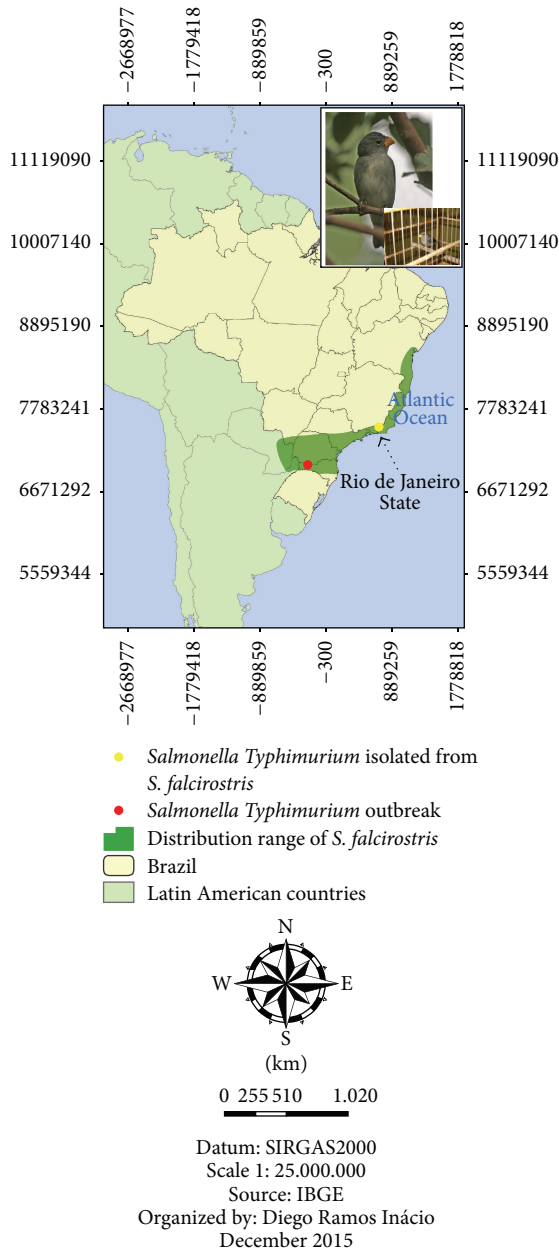 −2668977
−1779418
−889859
−300
889259
1778818
11119090 11119090
10007140 10007140
8895190 8895190
7783241 7783241
6671292 6671292
5559344 5559344
Atlantic
Ocean
Rio de Janeiro
State
−2668977
−1779418
−889859
−300
889259
1778818
Salmonella Typhimurium isolated from
S. falcirostris
Salmonella Typhimurium outbreak
Distribution range of S. falcirostris
Brazil
Latin American countries
N
W E
S
(km)
0 255 510 1.020
Datum: SIRGAS2000
Scale 1: 25.000.000
Source: IBGE
Organized by: Diego Ramos Inácio
December 2015